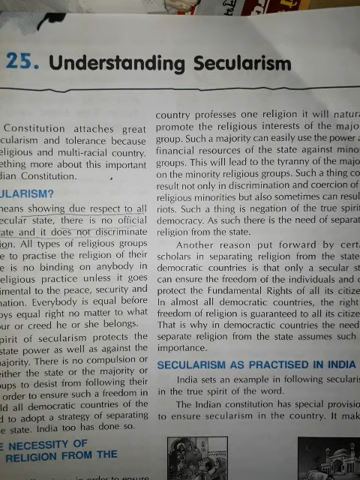 25. Understanding Secularism
Constitution attaches great
cularism and tolerance because
eligious and multi-racial country.
ething more about this important
dian Constitution.
ULARISM?
means showing due respect to all
ecular state, there is no official
ate and it does not discriminate
ion. All types of religious groups
e to practise the religion of their
e is no binding on anybody in
religious practice unless it goes
imental to the peace, security and
nation. Everybody is equal before
oys equal right no matter to what
our or creed he or she belongs.
pirit of secularism protects the
state power as well as against the
ajority. There is no compulsion or
either the state or the majority or
oups to desist from following their
order to ensure such a freedom in
ld all democratic countries of the
d to adopt a strategy of separating
e state. India too has done so.
E NECESSITY OF
RELIGION FROM THE
in order to ensure
country professes one religion it will natura
promote the religious interests of the majo
group. Such a majority can easily use the power a
financial resources of the state against mino
groups. This will lead to the tyranny of the majo
on the minority religious groups. Such a thing co
result not only in discrimination and coercion of
religious minorities but also sometimes can resul
riots. Such a thing is negation of the true spirit
democracy. As such there is the need of separat
religion from the state.
Another reason put forward by certa
scholars in separating religion from the state
democratic countries is that only a secular st
can ensure the freedom of the individuals and c
protect the Fundamental Rights of all its citize
In almost all democratic countries, the right
freedom of religion is guaranteed to all its citize
That is why in democractic countries the need
separate religion from the state assumes such
importance.
SECULARISM AS PRACTISED IN INDIA
India sets an example in following secularis
in the true spirit of the word.
The Indian constitution has special provisio
to ensure secularism in the country. It mak